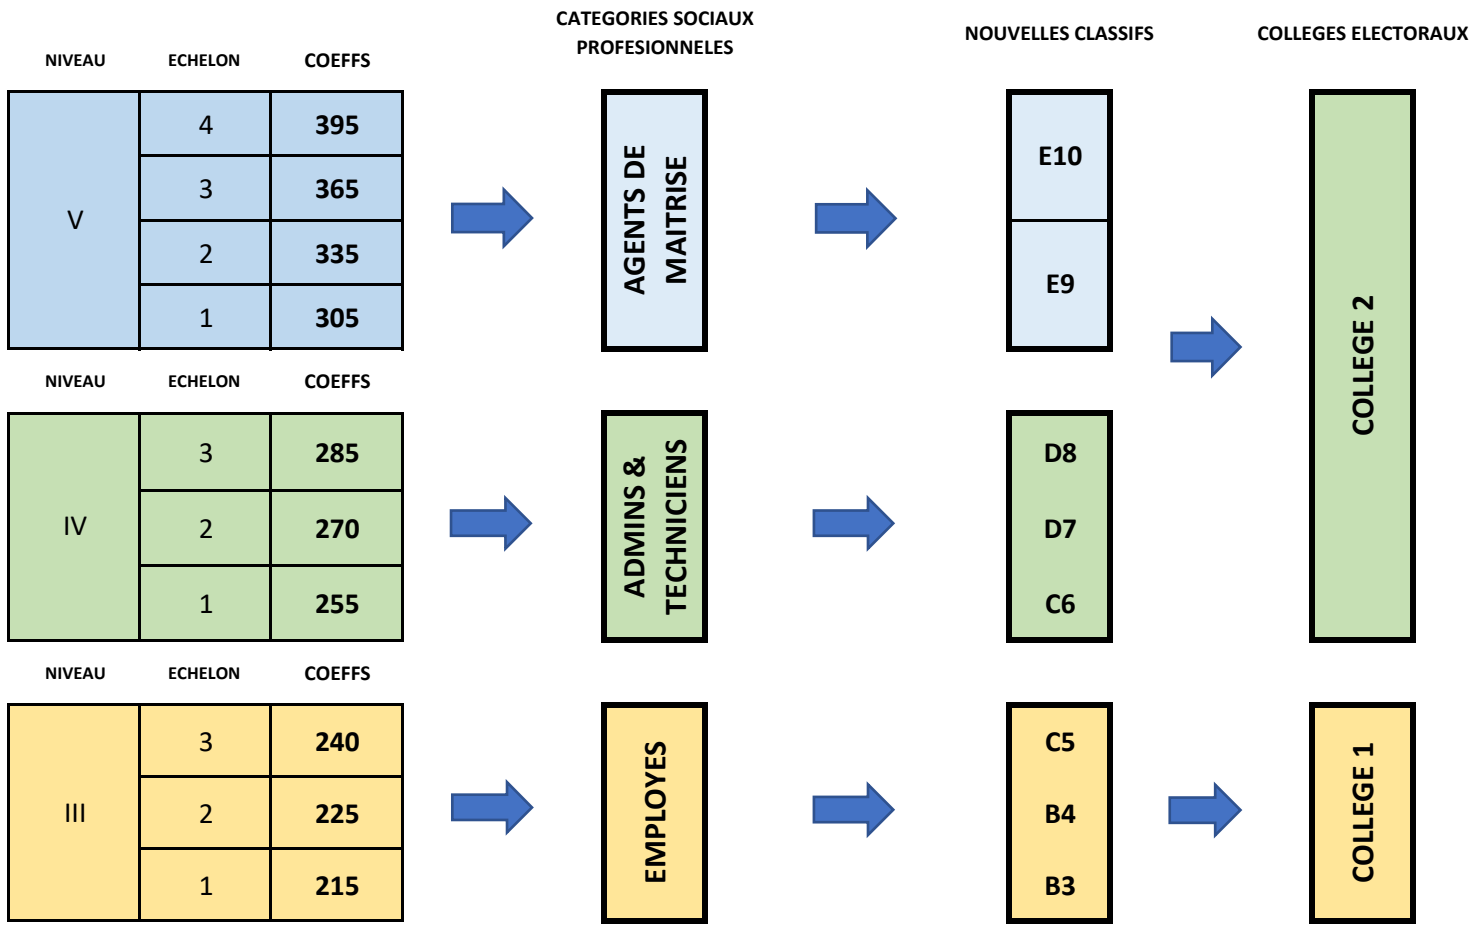 CATEGORIES SOCIAUX
PROFESIONNELES
NOUVELLES CLASSIFS
COLLEGES ELECTORAUX
NIVEAU ECHELON COEFFS
V
4 395
3 365
2 335
1 305
AGENTS DE
MAITRISE
E10
E9
COLLEGE 2
NIVEAU ECHELON COEFFS
IV
3 285
2 270
1 255
ADMINS &
TECHNICIENS
D8
D7
C6
NIVEAU ECHELON COEFFS
III
3 240
2 225
1 215
EMPLOYES
C5
B4
B3
COLLEGE 1